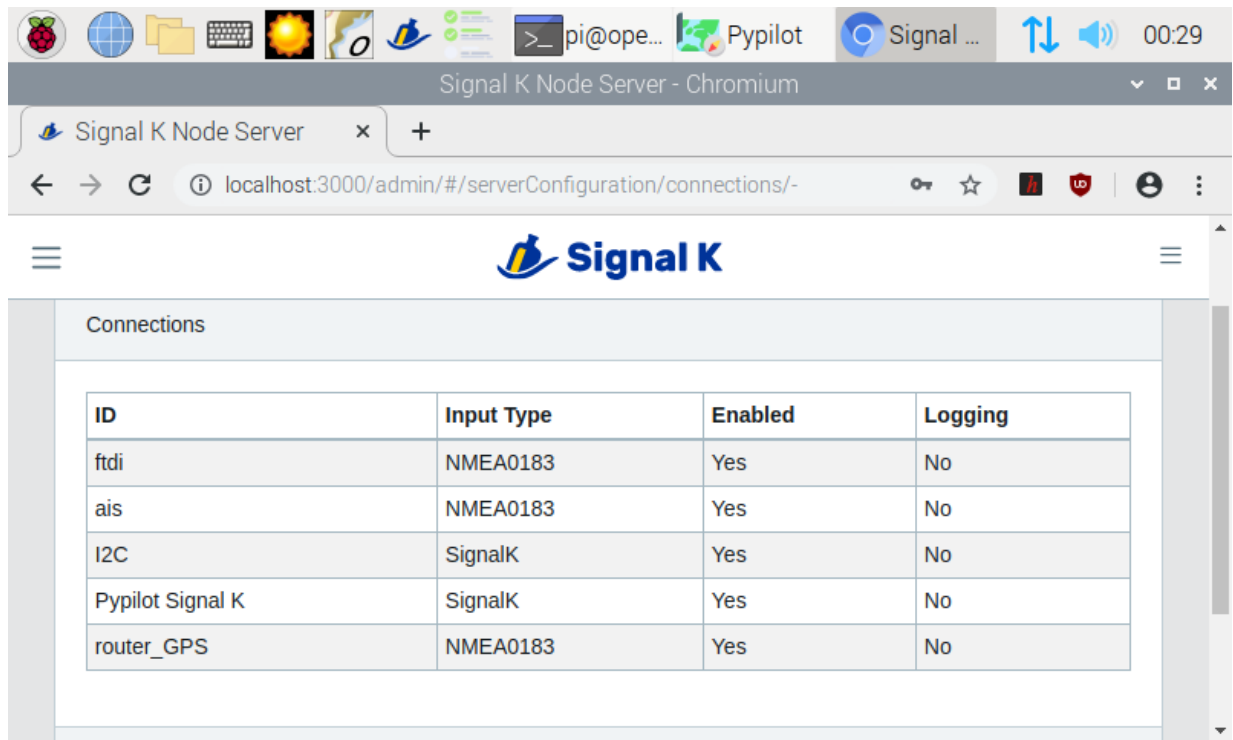 pi@ope... Pypilot Signal ... 00:29
Signal K Node Server - Chromium
Signal K Node Server
localhost:3000/admin/#/serverConfiguration/connections/-
Signal K
Connections
ID Input Type Enabled Logging
ftdi NMEA0183 Yes No
ais NMEA0183 Yes No
I2C SignalK Yes No
Pypilot Signal K SignalK Yes No
router_GPS NMEA0183 Yes No